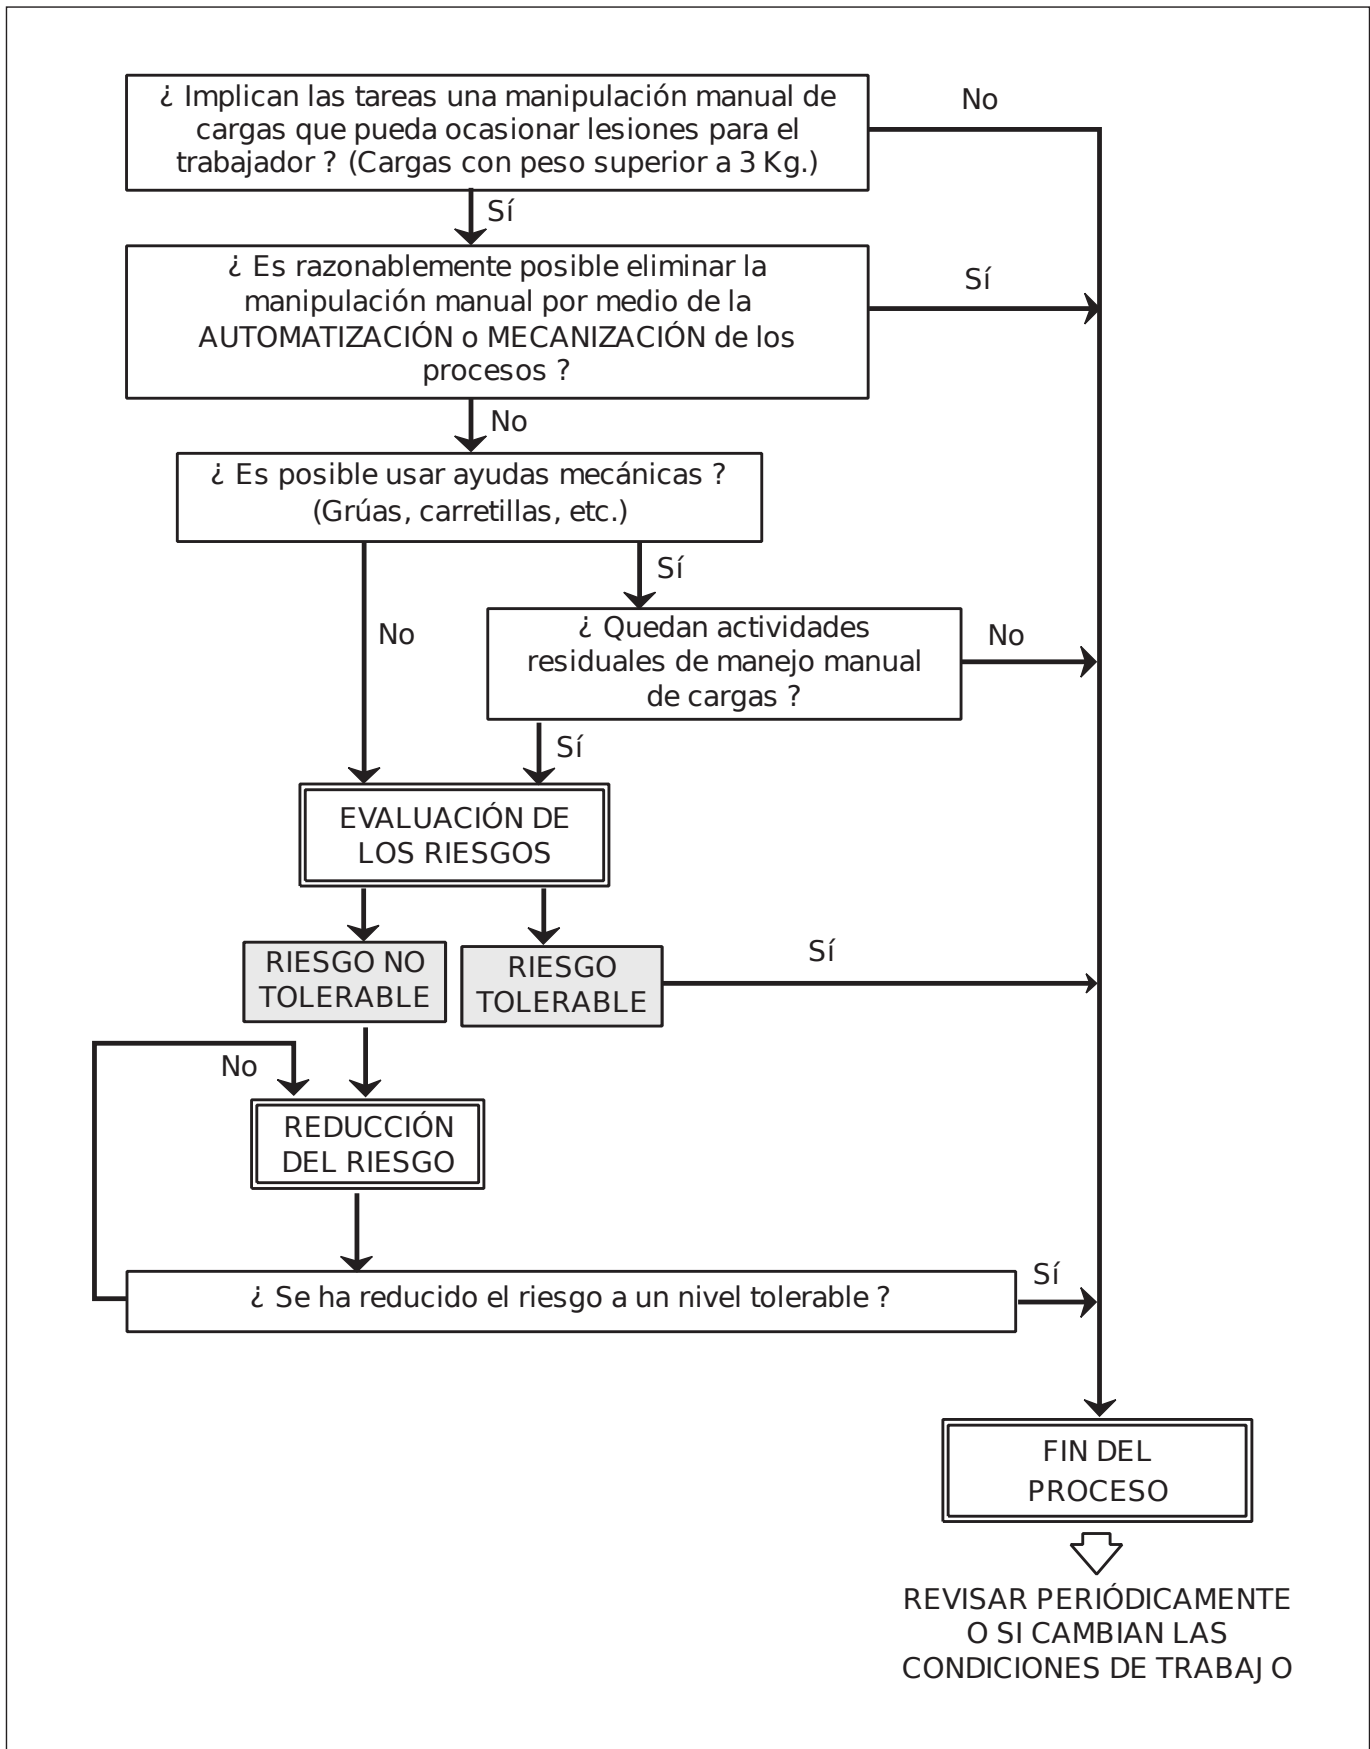 ¿ Implican las tareas una manipulación manual de
cargas que pueda ocasionar lesiones para el
trabajador ? (Cargas con peso superior a 3 Kg.)
No
Sí
¿ Es razonablemente posible eliminar la
manipulación manual por medio de la
AUTOMATIZACIÓN o MECANIZACIÓN de los
procesos ?
Sí
No
¿ Es posible usar ayudas mecánicas ?
(Grúas, carretillas, etc.)
Sí
No
¿ Quedan actividades
residuales de manejo manual
de cargas ?
No
Sí
EVALUACIÓN DE
LOS RIESGOS
RIESGO NO
TOLERABLE
RIESGO
TOLERABLE
Sí
No
REDUCCIÓN
DEL RIESGO
¿ Se ha reducido el riesgo a un nivel tolerable ?
Sí
FIN DEL
PROCESO
REVISAR PERIÓDICAMENTE
O SI CAMBIAN LAS
CONDICIONES DE TRABAJO